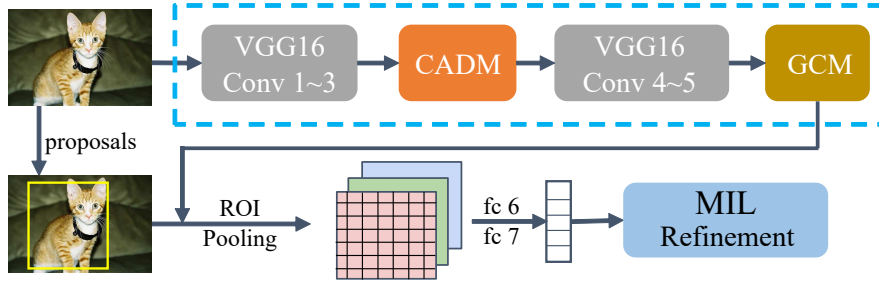 VGG16
Conv 1~3
CADM
VGG16
Conv 4~5
GCM
proposals
ROI
Pooling
fc 6
fc 7
MIL
Refinement